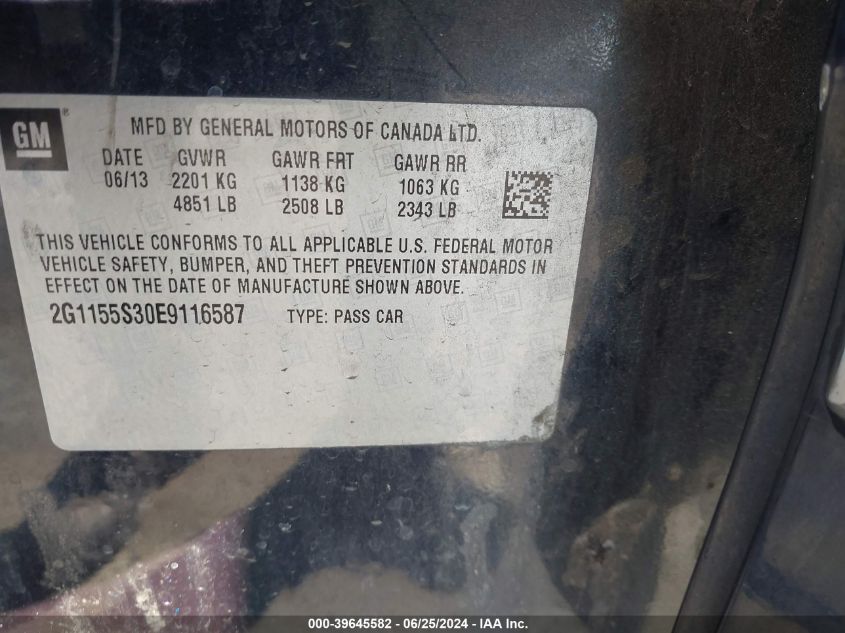 GM
MFD BY GENERAL MOTORS OF CANADA LTD.
DATE GVWR GAWR FRT GAWR RR
06/13 2201 KG 1138 KG 1063 KG
4851 LB 2508 LB 2343 LB
THIS VEHICLE CONFORMS TO ALL APPLICABLE U.S. FEDERAL MOTOR
VEHICLE SAFETY, BUMPER, AND THEFT PREVENTION STANDARDS IN
EFFECT ON THE DATE OF MANUFACTURE SHOWN ABOVE.
2G1155S30E9116587 TYPE: PASS CAR
000-39645582 - 06/25/2024 - IAA Inc.